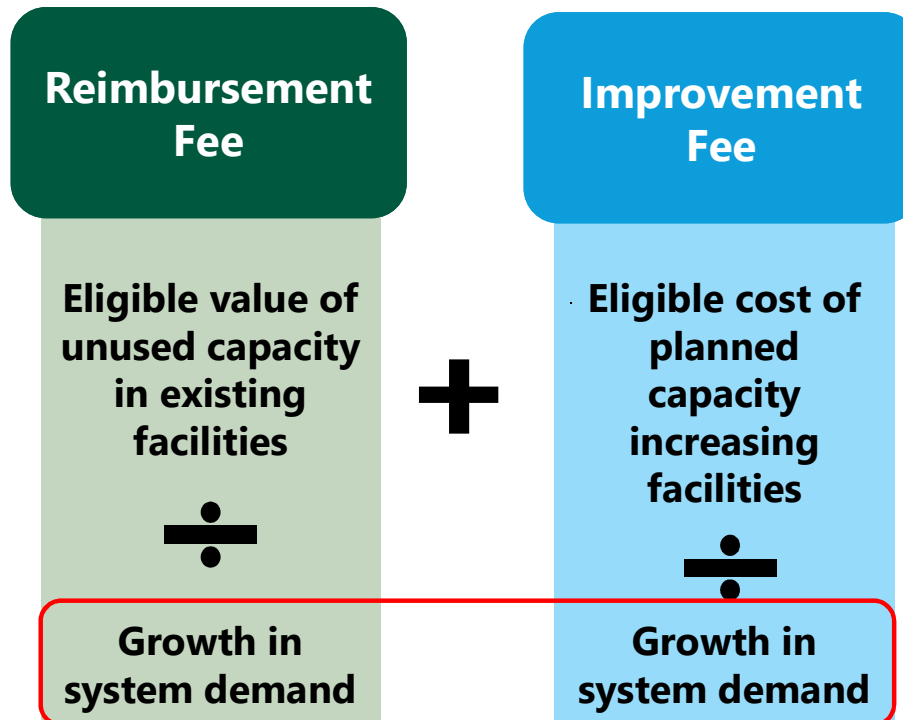 Reimbursement
Fee
Eligible value of
unused capacity
in existing
facilities
÷
Growth in
system demand
+
Improvement
Fee
Eligible cost of
planned
capacity
increasing
facilities
÷
Growth in
system demand